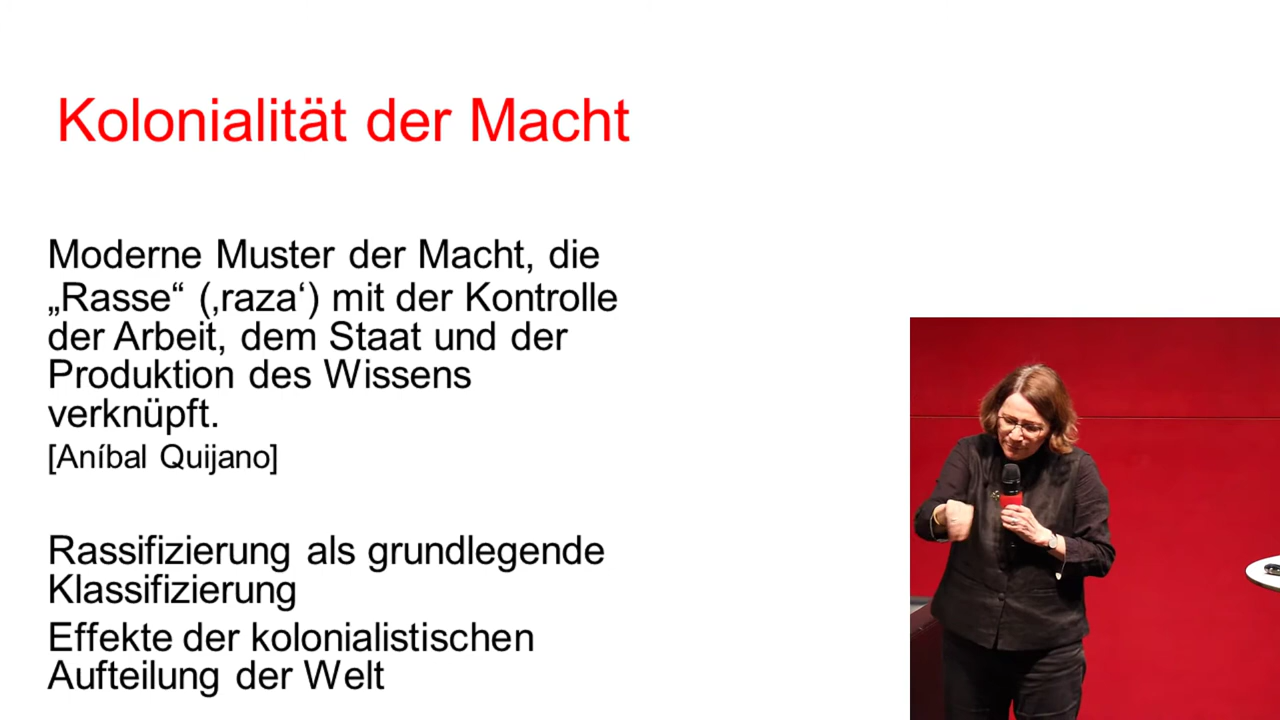 Kolonialität der Macht
Moderne Muster der Macht, die
„Rasse“ (‚raza‘) mit der Kontrolle
der Arbeit, dem Staat und der
Produktion des Wissens
verknüpft.
[Aníbal Quijano]
Rassifizierung als grundlegende
Klassifizierung
Effekte der kolonialistischen
Aufteilung der Welt